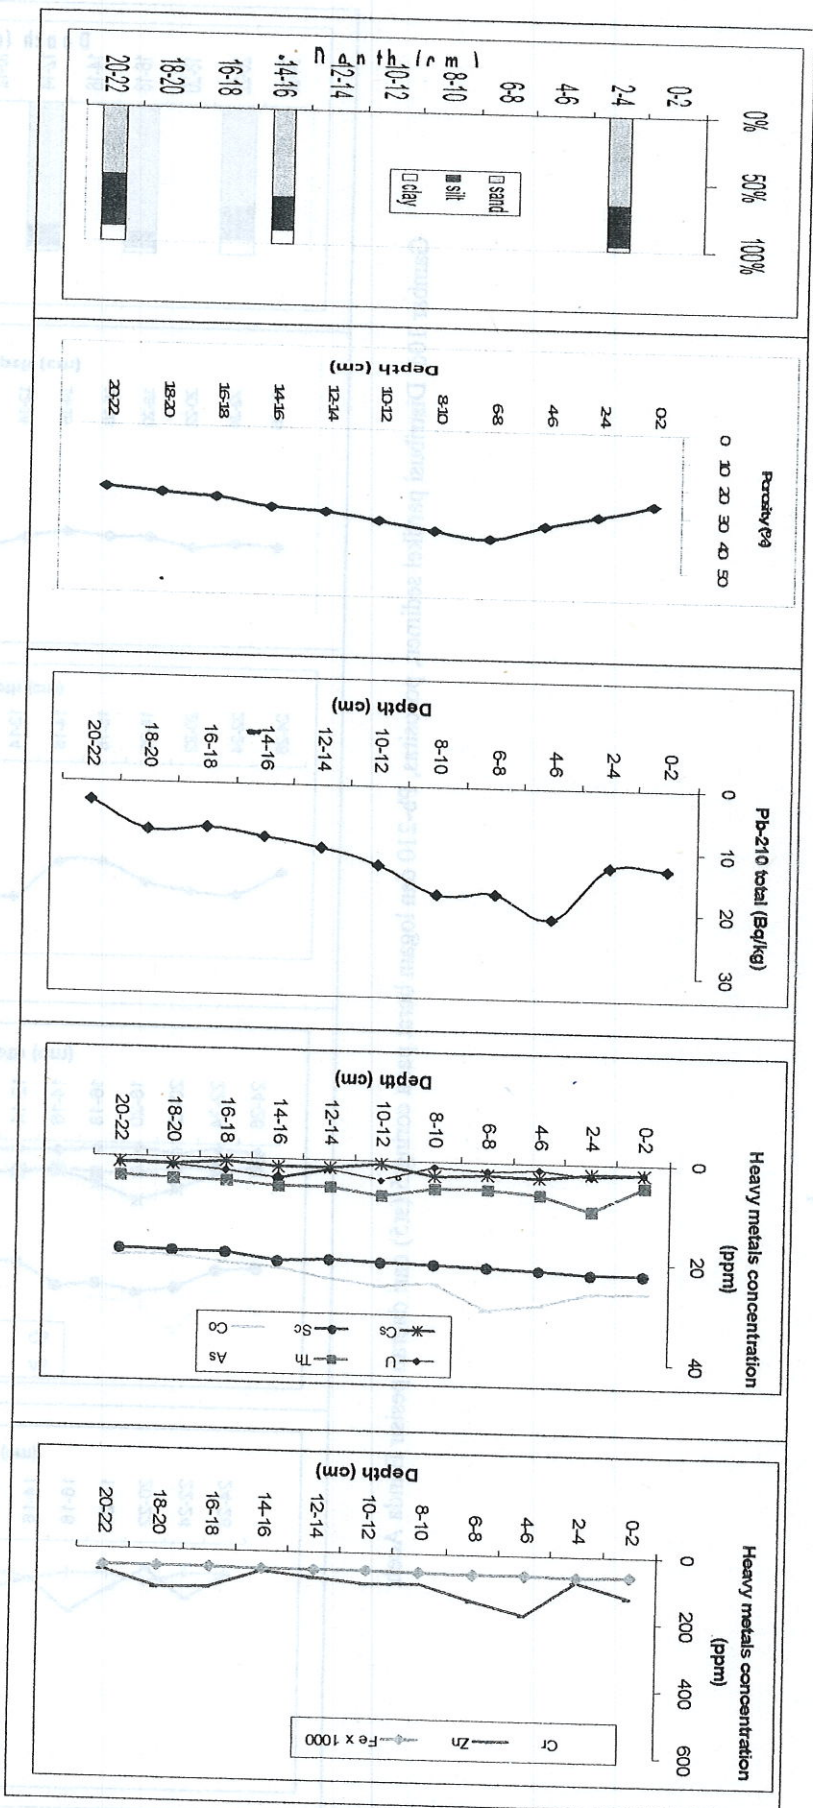 0% 50% 100%
0-2
2-4
4-6
6-8
8-10
10-12
12-14
14-16
16-18
18-20
20-22
sand
silt
clay
Porosity (%)
0 10 20 30 40 50
Depth (cm)
0-2
2-4
4-6
6-8
8-10
10-12
12-14
14-16
16-18
18-20
20-22
Pb-210 total (Bq/kg)
0 10 20 30
Depth (cm)
0-2
2-4
4-6
6-8
8-10
10-12
12-14
14-16
16-18
18-20
20-22
Heavy metals concentration
(ppm)
0 20 40
Depth (cm)
0-2
2-4
4-6
6-8
8-10
10-12
12-14
14-16
16-18
18-20
20-22
U Cs
Th Sc
As Co
Heavy metals concentration
(ppm)
0 200 400 600
Depth (cm)
0-2
2-4
4-6
6-8
8-10
10-12
12-14
14-16
16-18
18-20
20-22
Cr Zn Fe x 1000